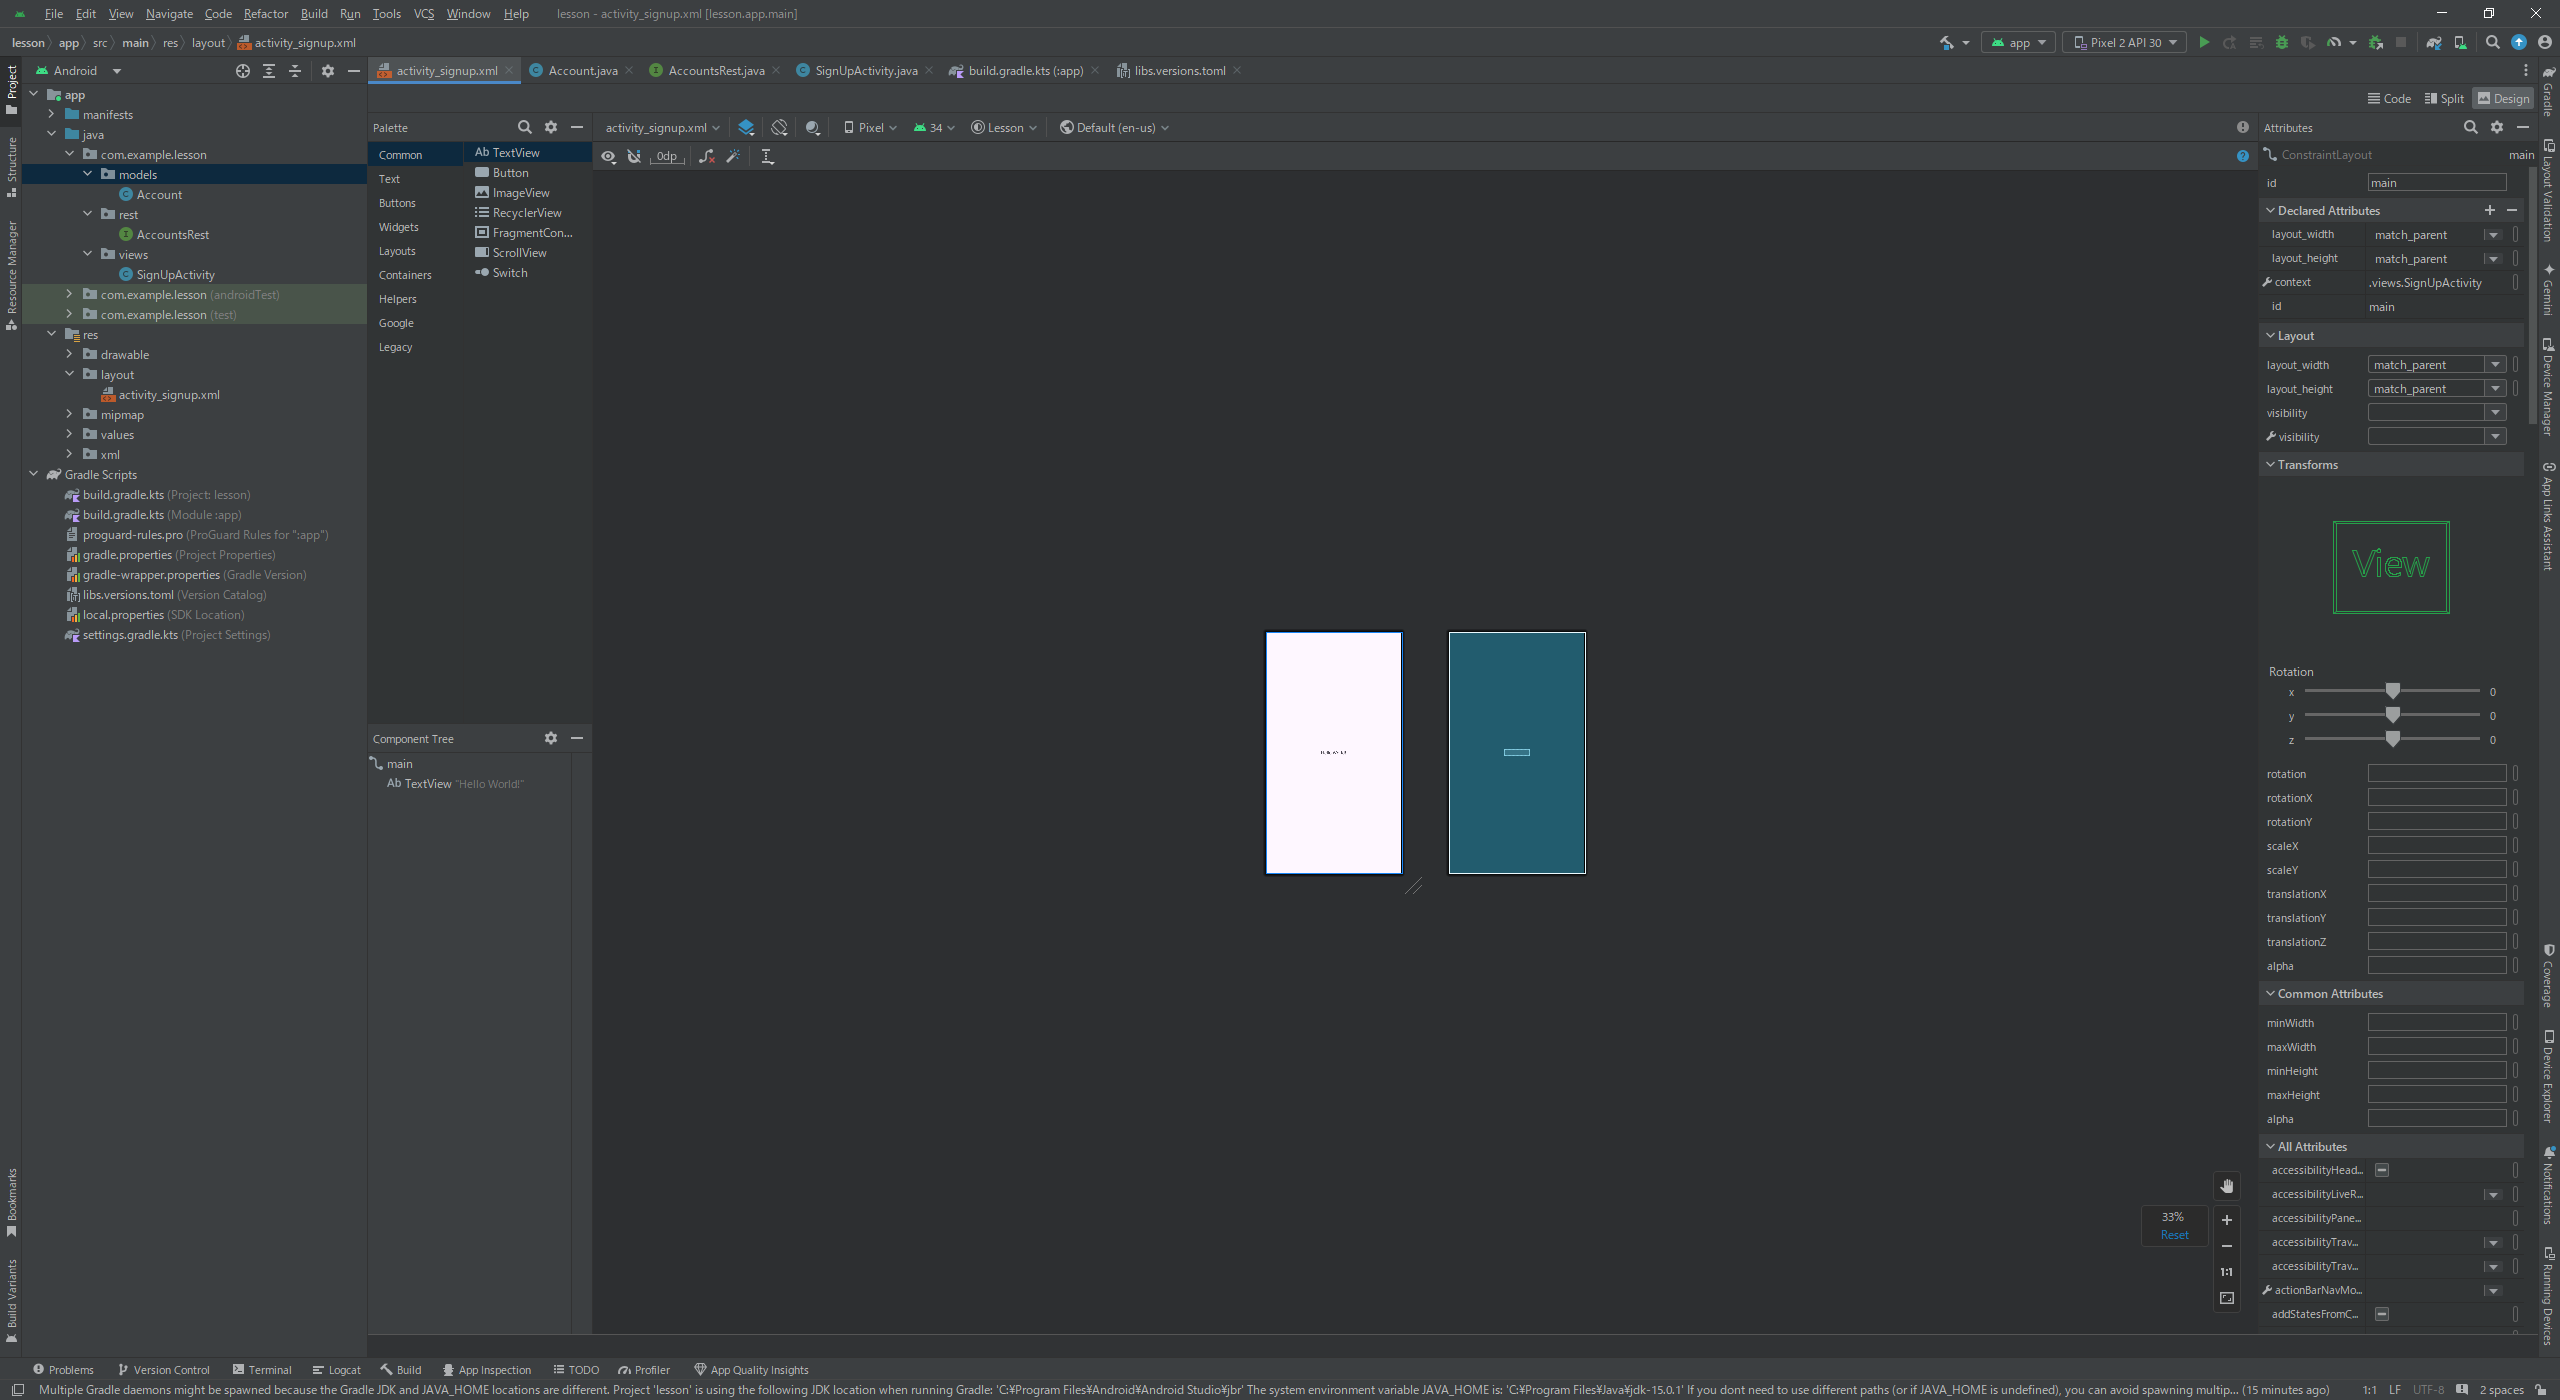 File Edit View Navigate Code Refactor Build Run Tools VCS Window Help lesson - activity_signup.xml [lesson.app.main]
lesson app src main res layout activity_signup.xml
app Pixel 2 API 30
Android
activity_signup.xml Account.java AccountsRest.java SignUpActivity.java build.gradle.kts (:app) libs.versions.toml
Code Split Design
Project
Structure
Resource Manager
Bookmarks
Build Variants
app
manifests
java
com.example.lesson
models
Account
rest
AccountsRest
views
SignUpActivity
com.example.lesson (androidTest)
com.example.lesson (test)
res
drawable
layout
activity_signup.xml
mipmap
values
xml
Gradle Scripts
build.gradle.kts (Project: lesson)
build.gradle.kts (Module :app)
proguard-rules.pro (ProGuard Rules for ":app")
gradle.properties (Project Properties)
gradle-wrapper.properties (Gradle Version)
libs.versions.toml (Version Catalog)
local.properties (SDK Location)
settings.gradle.kts (Project Settings)
Palette
Common
Text
Buttons
Widgets
Layouts
Containers
Helpers
Google
Legacy
Ab TextView
Button
ImageView
RecyclerView
FragmentCon...
ScrollView
Switch
Component Tree
main
Ab TextView "Hello World!"
activity_signup.xml Pixel 34 Lesson Default (en-us)
0dp
33%
Reset
1:1
Attributes
ConstraintLayout main
id main
Declared Attributes
layout_width match_parent
layout_height match_parent
context .views.SignUpActivity
id main
Layout
layout_width match_parent
layout_height match_parent
visibility
visibility
Transforms
View
Rotation
x 0
y 0
z 0
rotation
rotationX
rotationY
scaleX
scaleY
translationX
translationY
translationZ
alpha
Common Attributes
minWidth
maxWidth
minHeight
maxHeight
alpha
All Attributes
accessibilityHead...
accessibilityLiveR...
accessibilityPane...
accessibilityTrav...
accessibilityTrav...
actionBarNavMo...
addStatesFromC...
Gradle
Layout Validation
Gemini
Device Manager
App Links Assistant
Coverage
Device Explorer
Notifications
Running Devices
Problems Version Control Terminal Logcat Build App Inspection TODO Profiler App Quality Insights
Multiple Gradle daemons might be spawned because the Gradle JDK and JAVA_HOME locations are different. Project 'lesson' is using the following JDK location when running Gradle: 'C:¥Program Files¥Android¥Android Studio¥jbr' The system environment variable JAVA_HOME is: 'C:¥Program Files¥Java¥jdk-15.0.1' If you dont need to use different paths (or if JAVA_HOME is undefined), you can avoid spawning multip... (15 minutes ago) 1:1 LF UTF-8 2 spaces